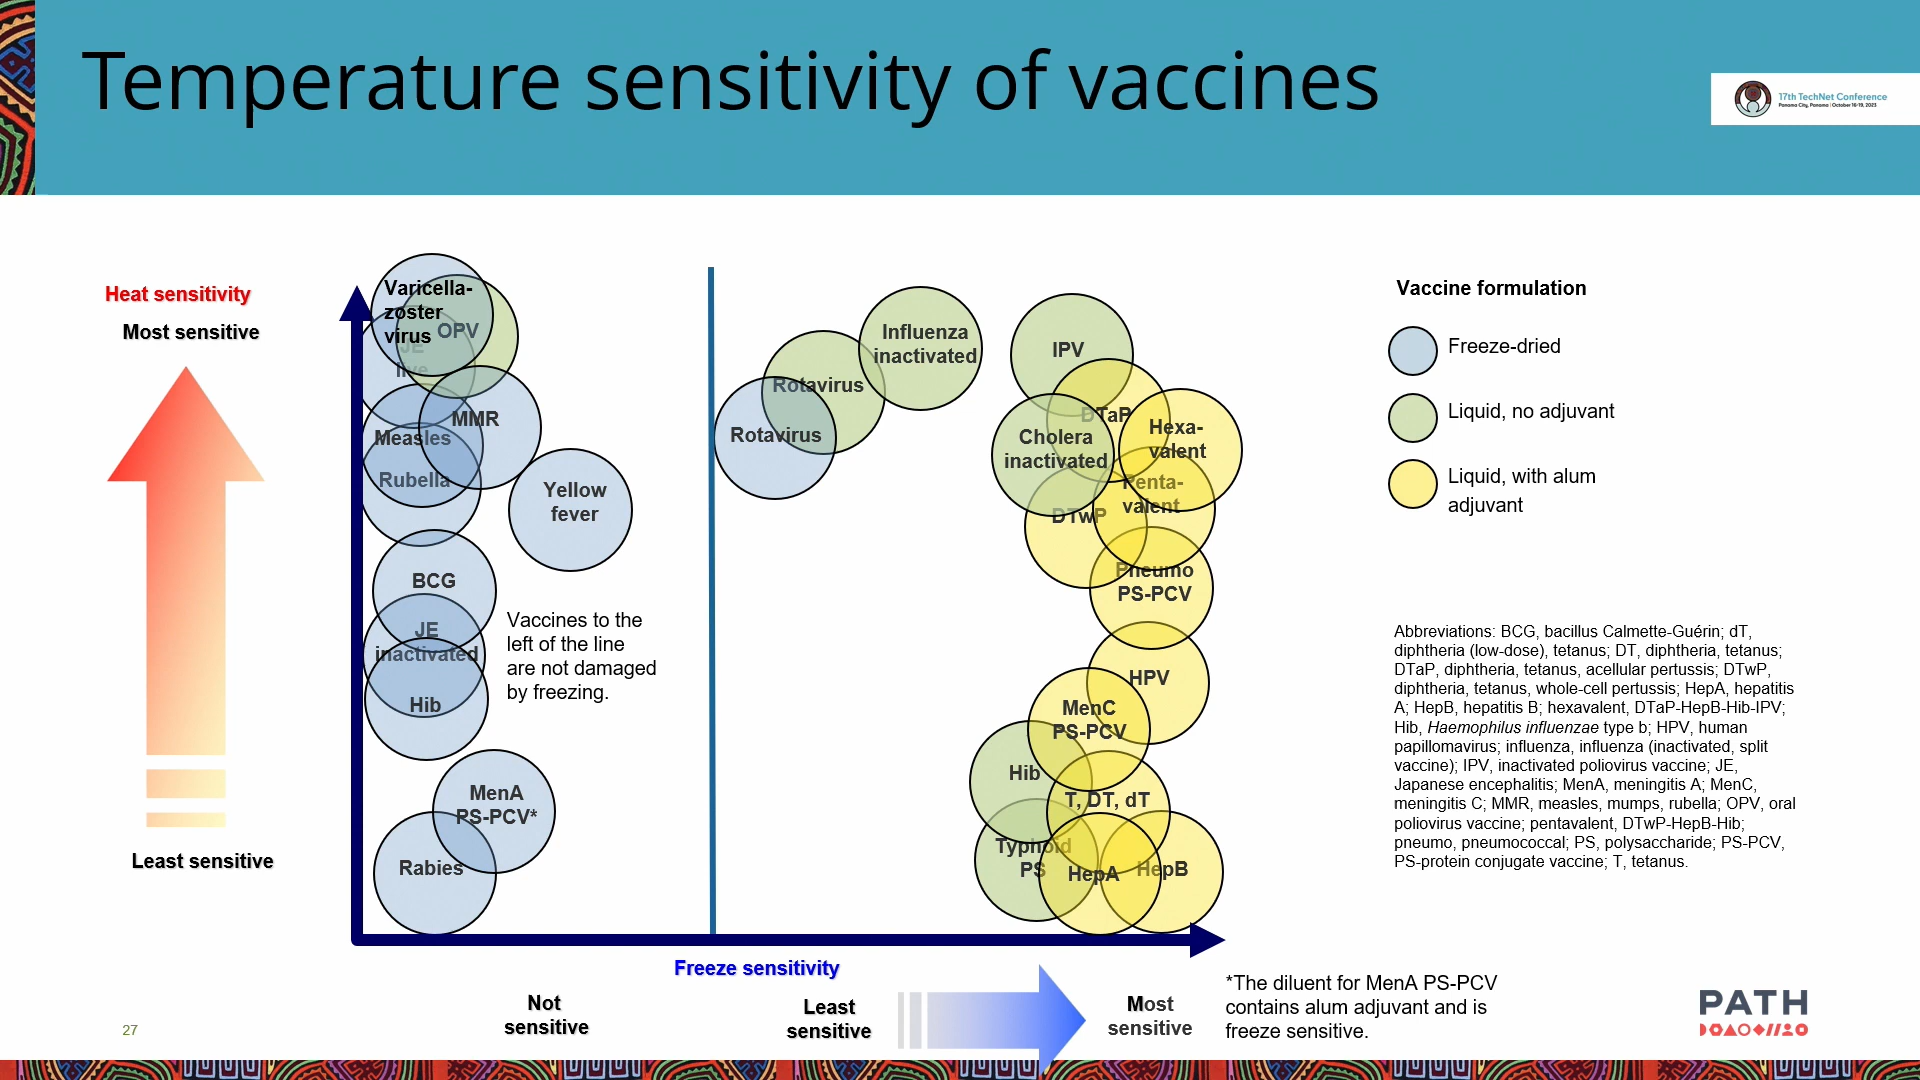 Temperature sensitivity of vaccines
17th TechNet Conference
Panama City, Panama | October 16-19, 2023
Heat sensitivity
Most sensitive
Least sensitive
Varicella-
zoster
virus
OPV
JE
live
MMR
Measles
Rubella
Yellow
fever
BCG
JE
inactivated
Hib
Vaccines to the
left of the line
are not damaged
by freezing.
MenA
PS-PCV*
Rabies
Rotavirus
Rotavirus
Influenza
inactivated
IPV
DTaP
Cholera
inactivated
Hexa-
valent
Penta-
valent
DTwP
Pneumo
PS-PCV
HPV
MenC
PS-PCV
Hib
T, DT, dT
Typhoid
PS
HepA
HepB
Vaccine formulation
Freeze-dried
Liquid, no adjuvant
Liquid, with alum
adjuvant
Abbreviations: BCG, bacillus Calmette-Guérin; dT,
diphtheria (low-dose), tetanus; DT, diphtheria, tetanus;
DTaP, diphtheria, tetanus, acellular pertussis; DTwP,
diphtheria, tetanus, whole-cell pertussis; HepA, hepatitis
A; HepB, hepatitis B; hexavalent, DTaP-HepB-Hib-IPV;
Hib, Haemophilus influenzae type b; HPV, human
papillomavirus; influenza, influenza (inactivated, split
vaccine); IPV, inactivated poliovirus vaccine; JE,
Japanese encephalitis; MenA, meningitis A; MenC,
meningitis C; MMR, measles, mumps, rubella; OPV, oral
poliovirus vaccine; pentavalent, DTwP-HepB-Hib;
pneumo, pneumococcal; PS, polysaccharide; PS-PCV,
PS-protein conjugate vaccine; T, tetanus.
Freeze sensitivity
Not
sensitive
Least
sensitive
Most
sensitive
*The diluent for MenA PS-PCV
contains alum adjuvant and is
freeze sensitive.
PATH
27